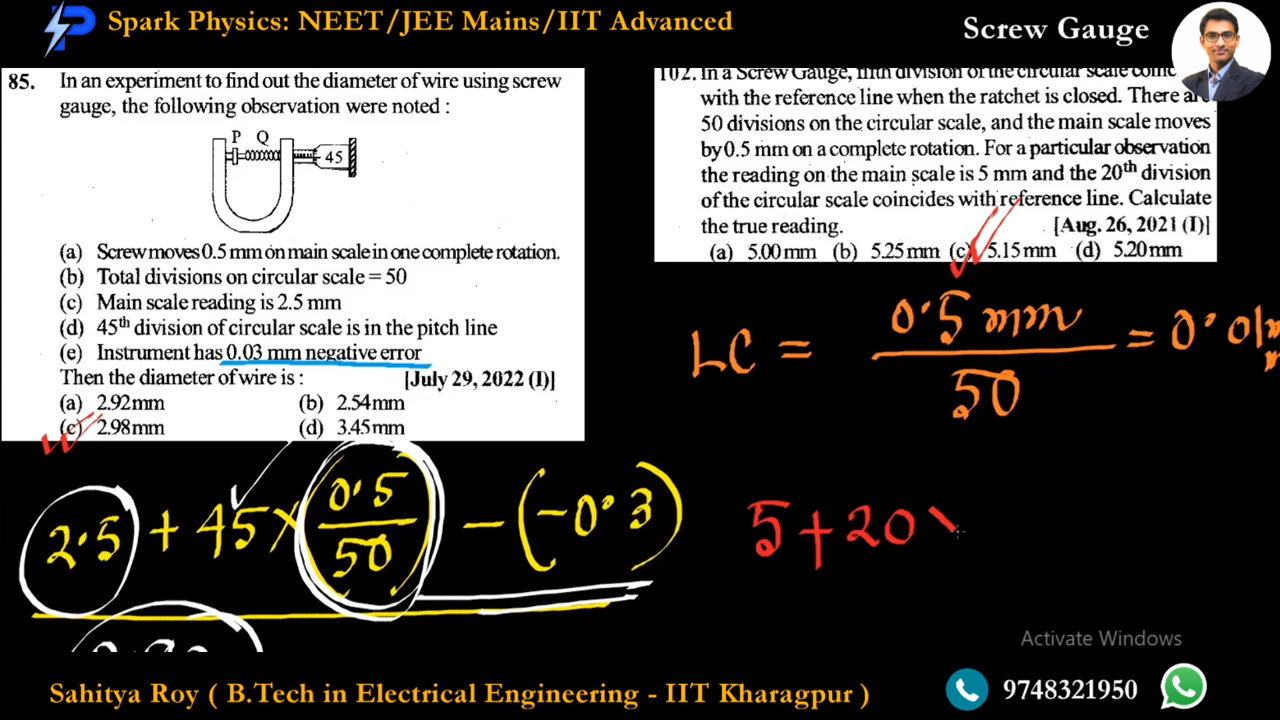 Spark Physics: NEET/JEE Mains/IIT Advanced
Screw Gauge
85. In an experiment to find out the diameter of wire using screw
gauge, the following observation were noted :
P Q
45
(a) Screw moves 0.5 mm on main scale in one complete rotation.
(b) Total divisions on circular scale = 50
(c) Main scale reading is 2.5 mm
(d) 45th division of circular scale is in the pitch line
(e) Instrument has 0.03 mm negative error
Then the diameter of wire is : [July 29, 2022 (I)]
(a) 2.92 mm (b) 2.54 mm
(c) 2.98 mm (d) 3.45 mm
2.5 + 45 × 0.5/50 - (-0.3)
102. In a Screw Gauge, fifth division of the circular scale
with the reference line when the ratchet is closed. There
50 divisions on the circular scale, and the main scale moves
by 0.5 mm on a complete rotation. For a particular observation
the reading on the main scale is 5 mm and the 20th division
of the circular scale coincides with reference line. Calculate
the true reading. [Aug. 26, 2021 (I)]
(a) 5.00 mm (b) 5.25 mm (c) 5.15 mm (d) 5.20 mm
LC = 0.5 mm/50 = 0.01
5 + 20 ×
Activate Windows
Sahitya Roy ( B.Tech in Electrical Engineering - IIT Kharagpur )
9748321950